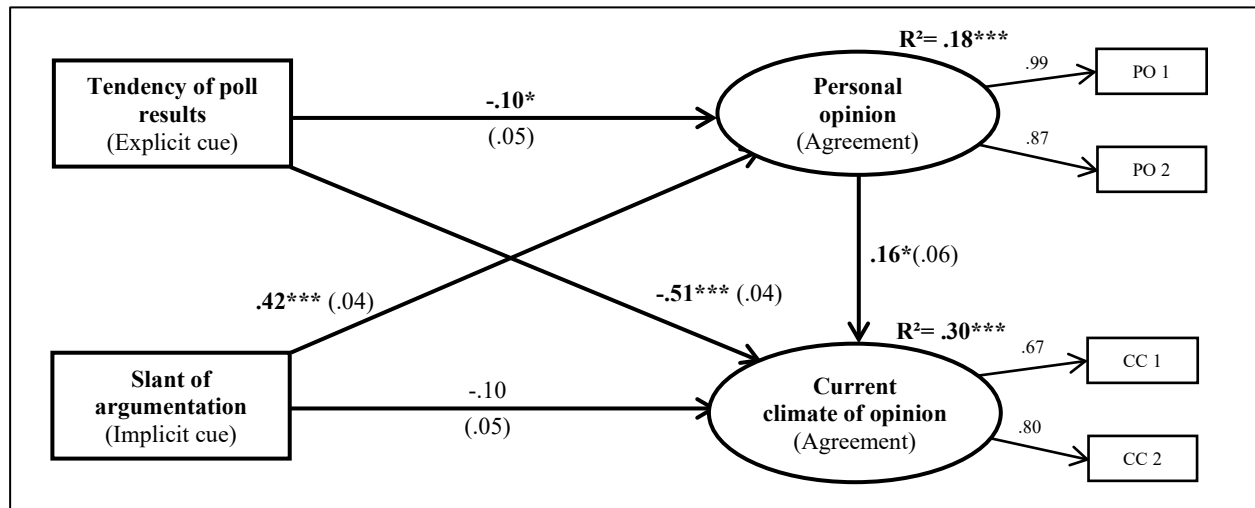 R²= .18***
Tendency of poll
results
(Explicit cue)
-.10*
(.05)
Personal
opinion
(Agreement)
.99
PO 1
.87
PO 2
.16*(.06)
.42*** (.04)
-.51*** (.04)
R²= .30***
Slant of
argumentation
(Implicit cue)
-.10
(.05)
Current
climate of opinion
(Agreement)
.67
CC 1
.80
CC 2